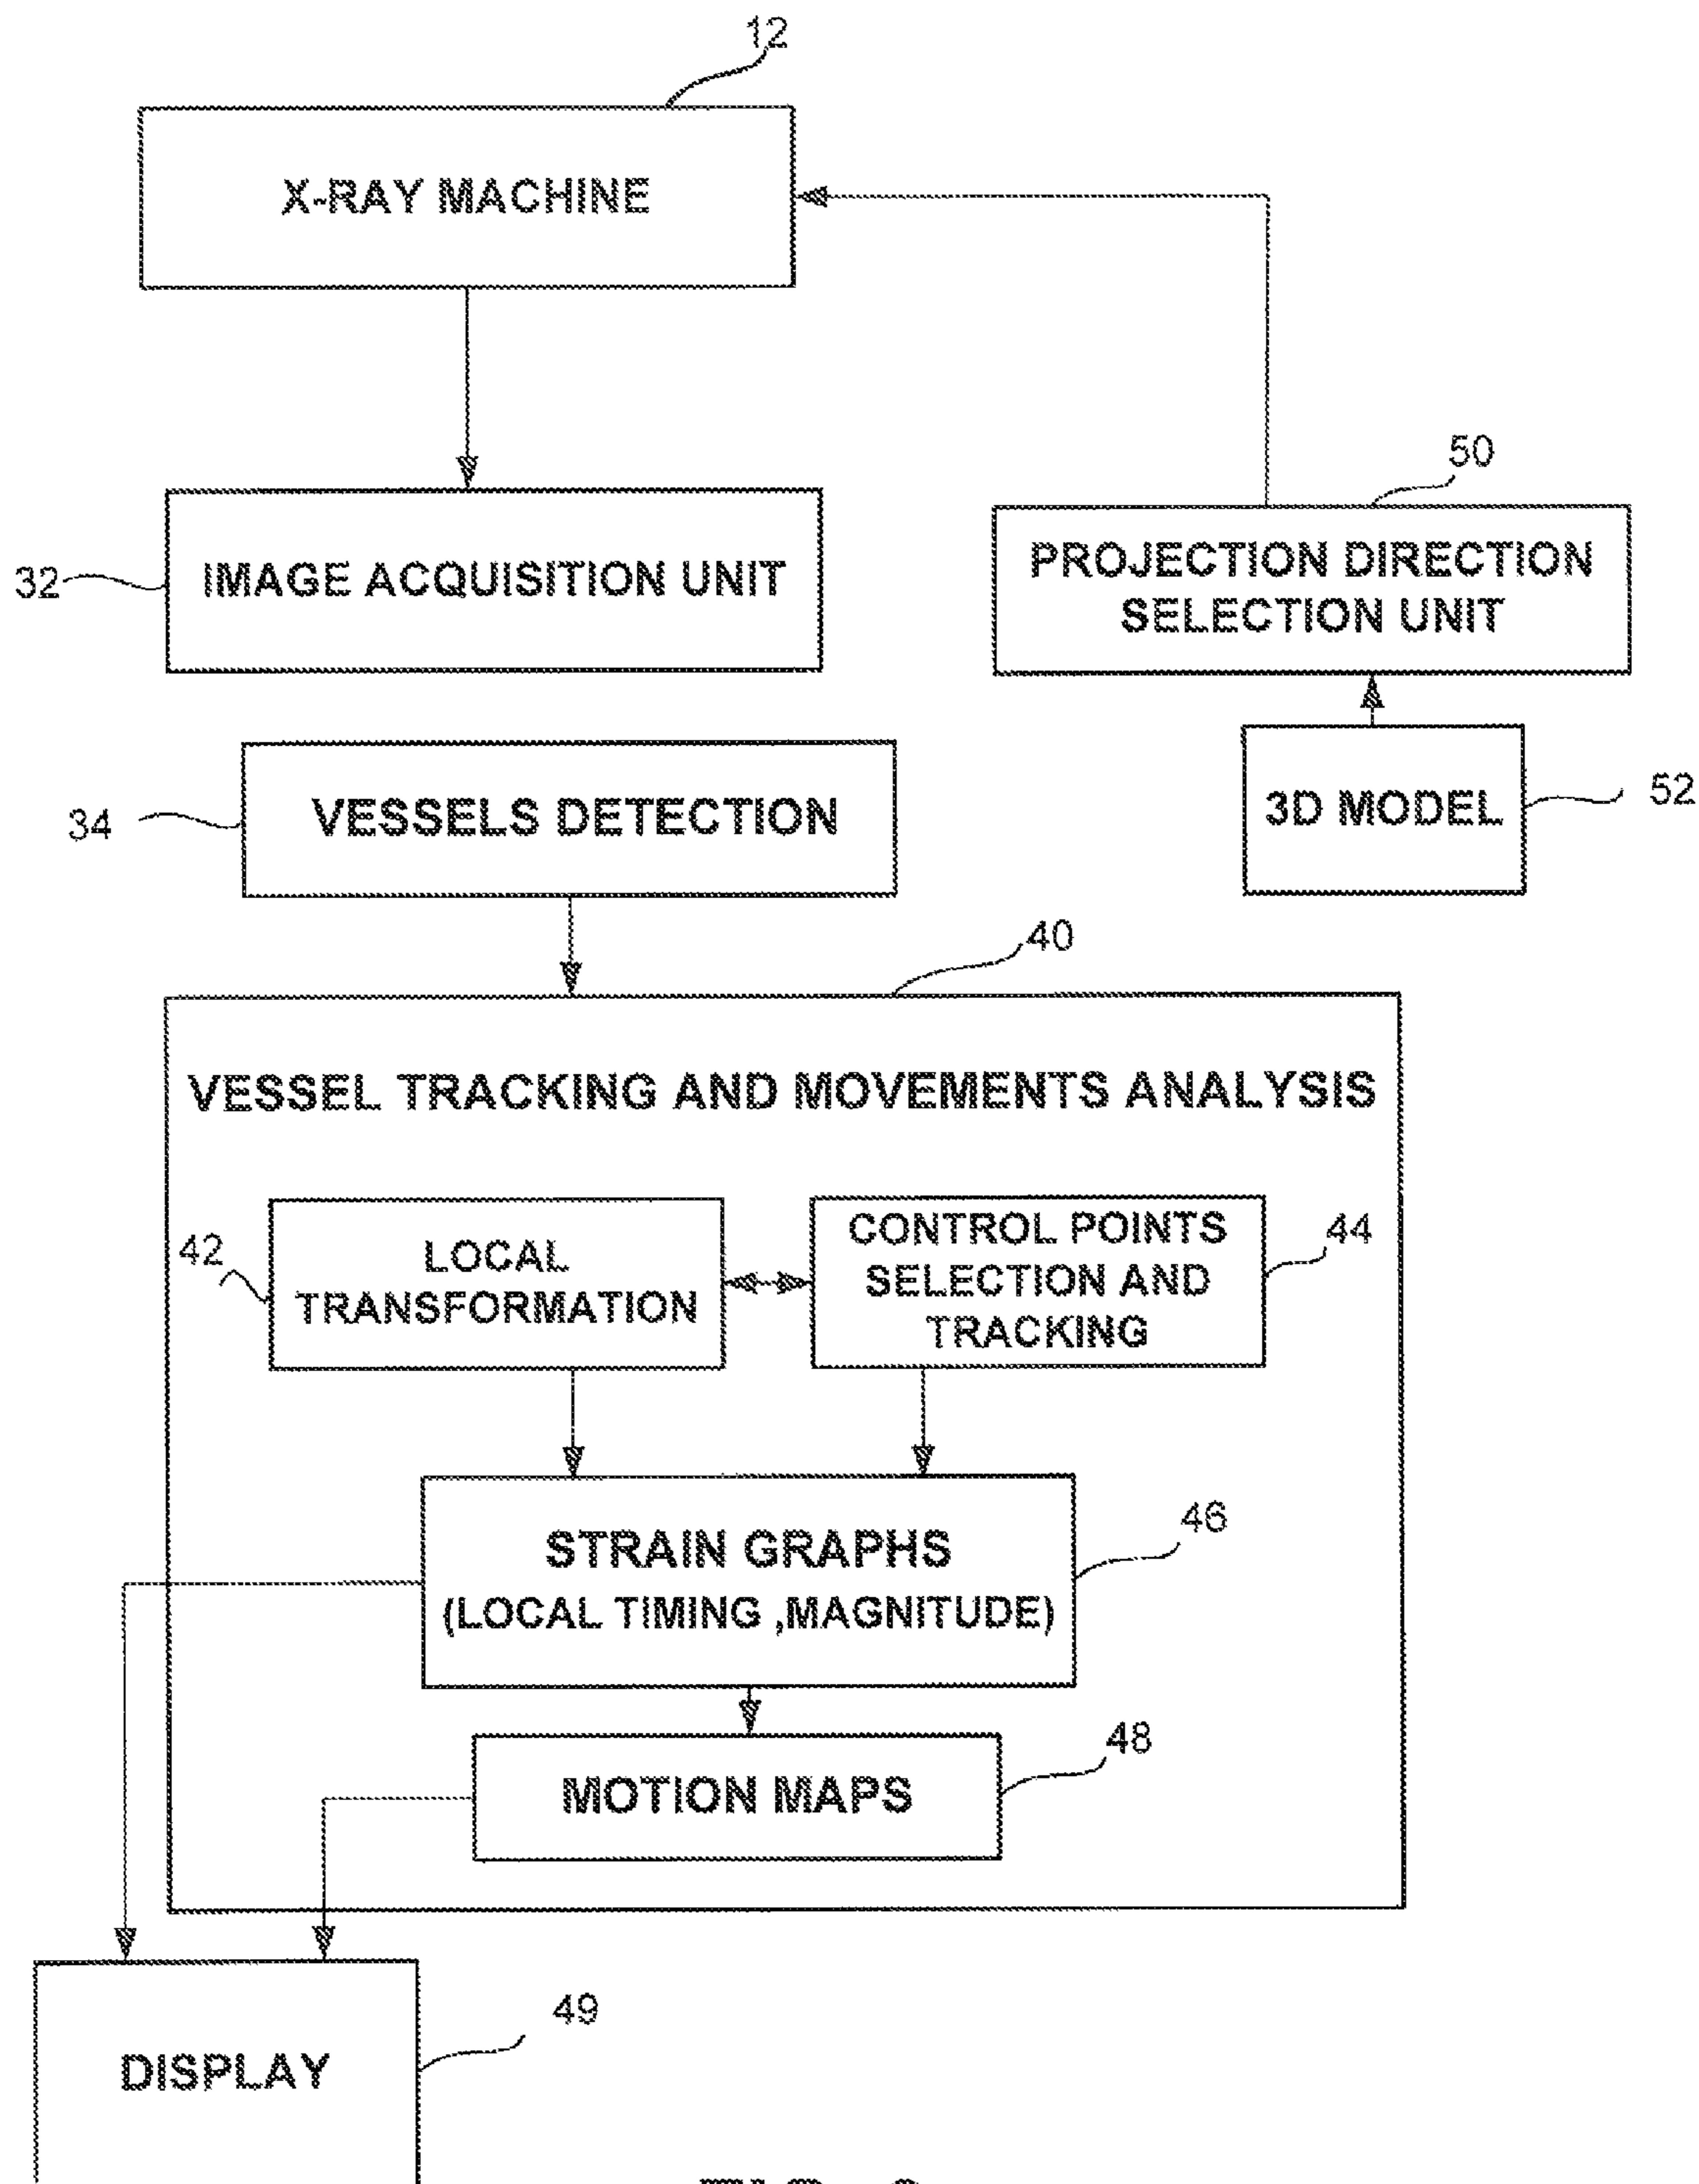 12
X-RAY MACHINE
50
32
IMAGE ACQUISITION UNIT
PROJECTION DIRECTION
SELECTION UNIT
34
VESSELS DETECTION
3D MODEL
52
40
VESSEL TRACKING AND MOVEMENTS ANALYSIS
42
LOCAL
TRANSFORMATION
CONTROL POINTS
SELECTION AND
TRACKING
44
STRAIN GRAPHS
(LOCAL TIMING ,MAGNITUDE)
46
MOTION MAPS
48
DISPLAY
49